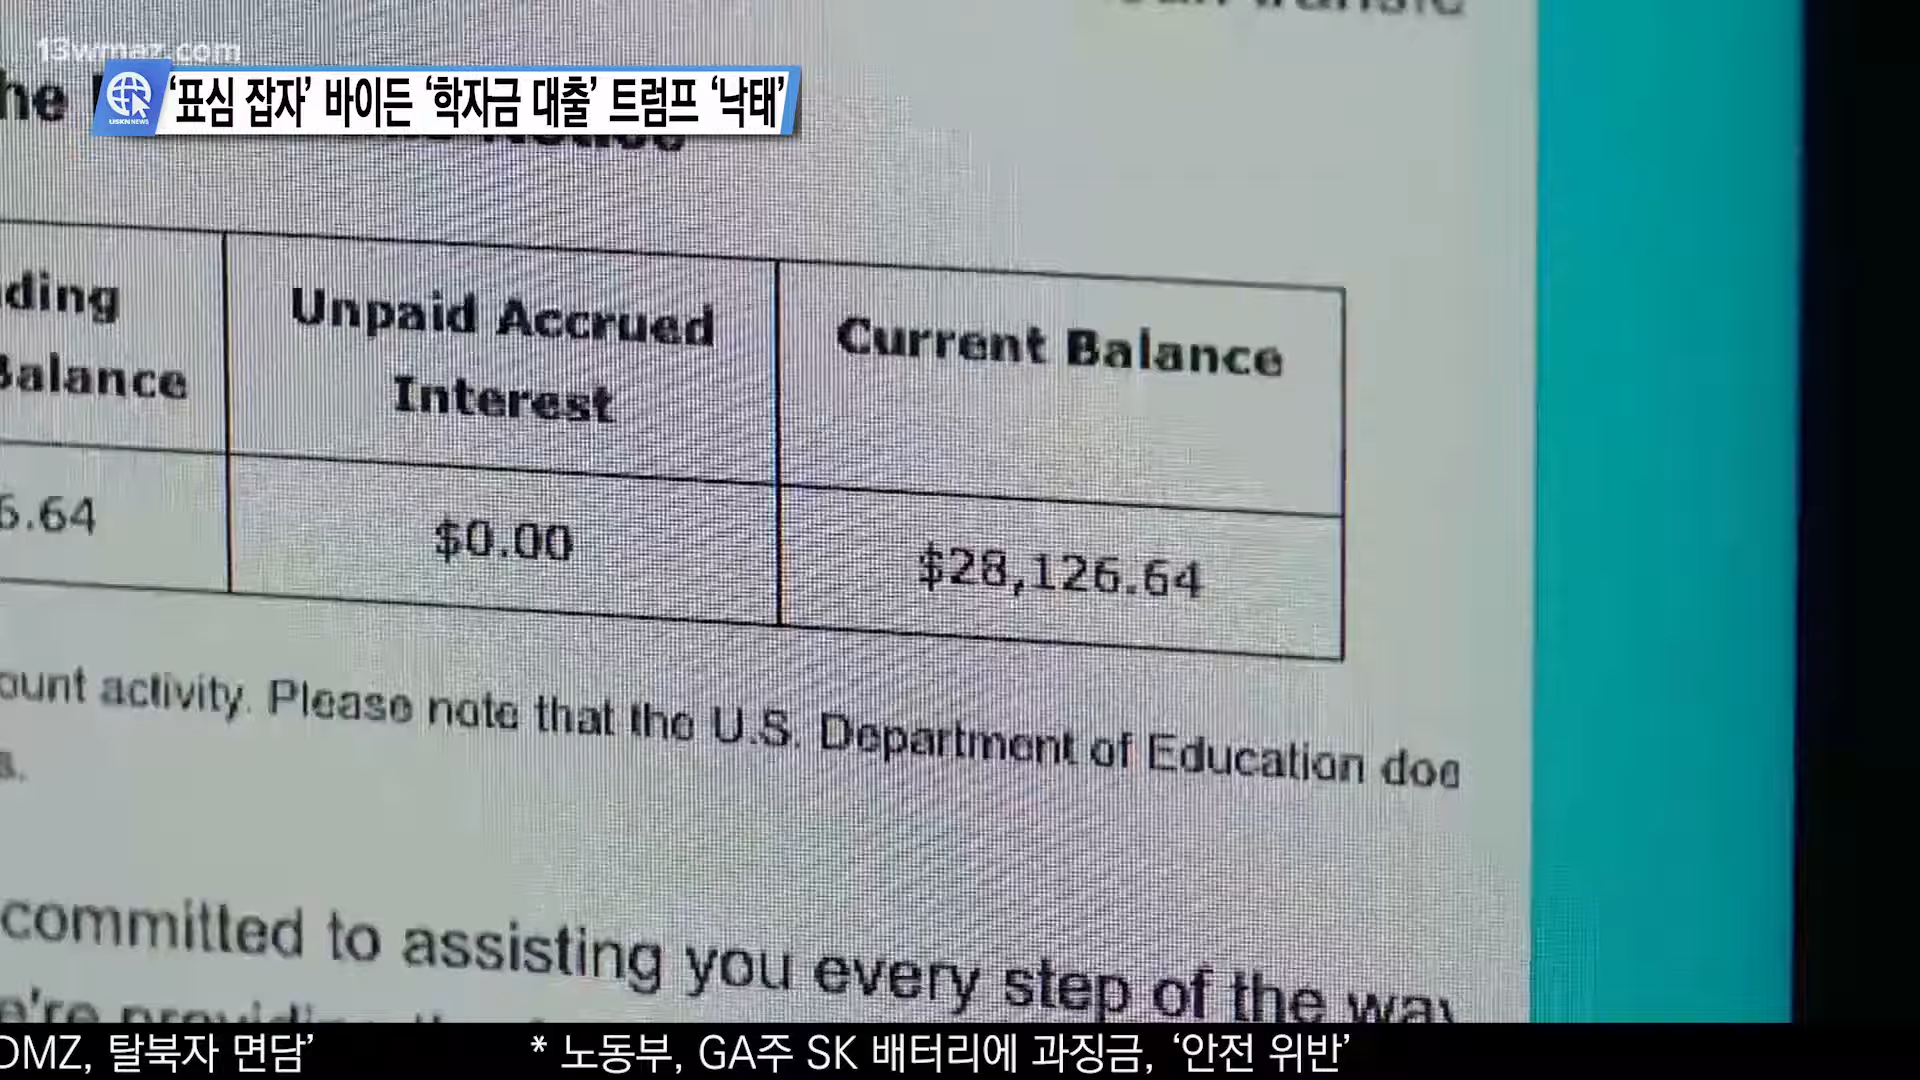 13wmaz.com
USKN NEWS
‘표심 잡자’ 바이든 ‘학자금 대출’ 트럼프 ‘낙태’
Unpaid Accrued
Interest
Current Balance
Balance
6.64
$0.00
$28,126.64
activity. Please note that the U.S. Department of Education
committed to assisting you every step of the way
DMZ, 탈북자 면담’
* 노동부, GA주 SK 배터리에 과징금, ‘안전 위반’